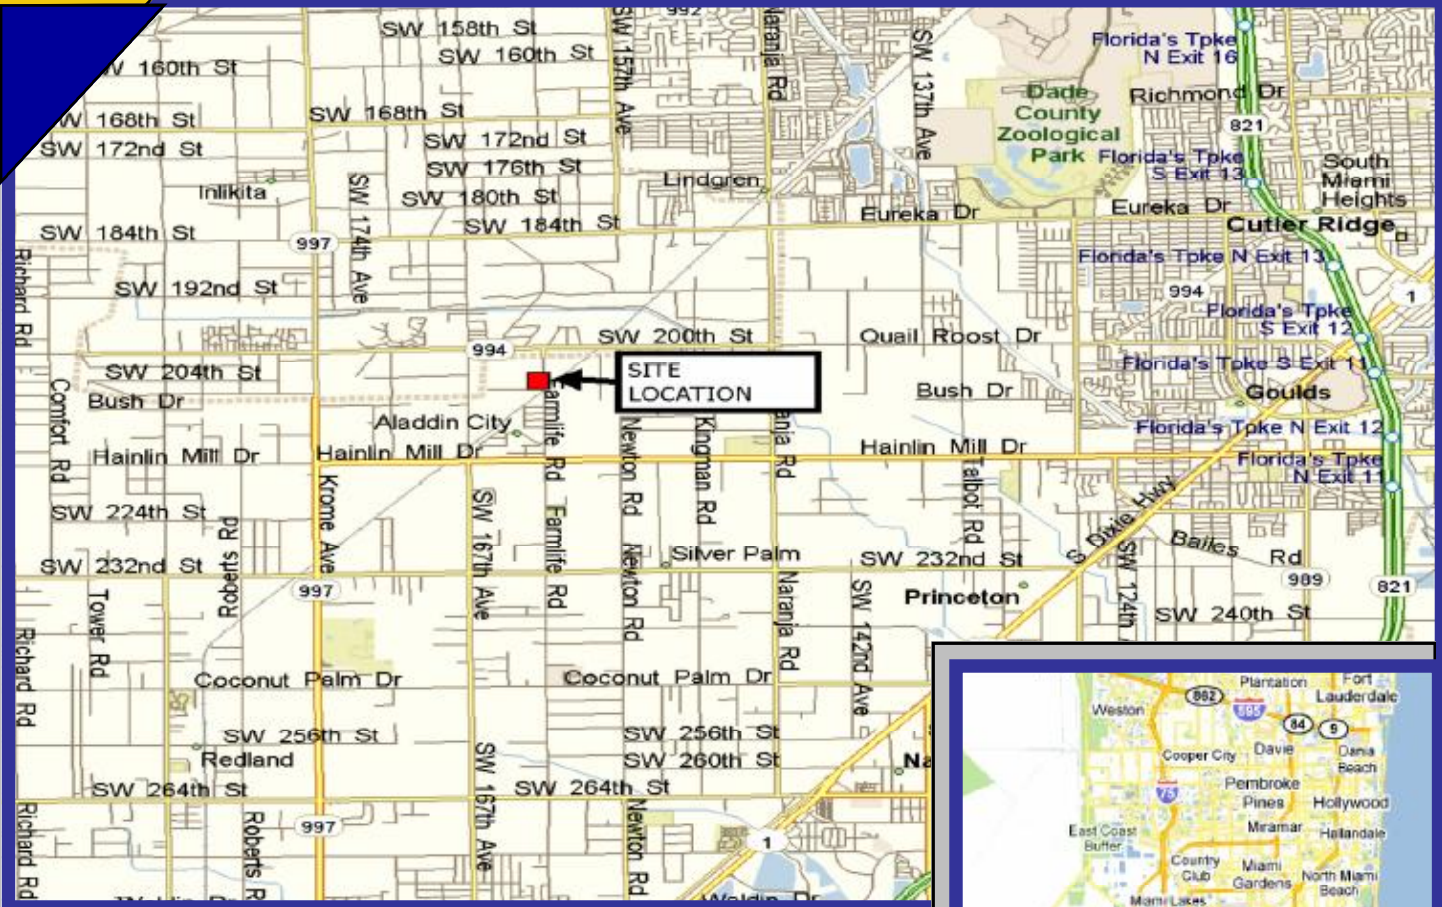 992
SW 158th St
SW 160th St
W 160th St
SW 157th Ave
Naranja Rd
SW 137th Ave
Florida's Tpke
N Exit 16
Richmond Dr
Dade
County
Zoological
Park
821
W 168th St
SW 168th St
SW 172nd St
SW 172nd St
SW 176th St
Florida's Tpke
S Exit 13
South
Miami
Heights
Inlikita
SW 180th St
Lindgren
SW 174th Ave
SW 184th St
SW 184th St
Eureka Dr
Eureka Dr
Cutler Ridge
997
Richard Rd
Florida's Tpke N Exit 13
SW 192nd St
994
1
Florida's Tpke
S Exit 12
SW 200th St
Quail Roost Dr
994
SW 204th St
SITE
LOCATION
Florida's Tpke S Exit 11
Comfort Rd
Bush Dr
Bush Dr
Goulds
Aladdin City
armlife Rd
Newton Rd
Kingman Rd
anja Rd
Florida's Tpke N Exit 12
Hainlin Mill Dr
Hainlin Mill Dr
Hainlin Mill Dr
Florida's Tpke
N Exit 11
Talbot Rd
Krome Ave
SW 167th Ave
Farmlife Rd
SW 224th St
Roberts Rd
S Dixie Hwy
Bailes Rd
Silver Palm
SW 232nd St
SW 232nd St
Newton Rd
Naranja Rd
SW 142nd Ave
SW 124th
989
821
997
Tower Rd
Princeton
SW 240th St
Richard Rd
Coconut Palm Dr
Coconut Palm Dr
SW 256th St
SW 256th St
Redland
SW 260th St
Na
SW 167th Ave
SW 264th St
SW 264th St
Richard Rd
Roberts R
997
Newton Rd
1
Plantation
Fort
Lauderdale
862
595
Weston
84
9
Cooper City
Davie
Dania
Beach
75
Pembroke
Pines
Hollywood
East Coast
Buffer
Miramar
Hallandale
Country
Club
Miami
Gardens
North Miami
Beach
Miami Lakes